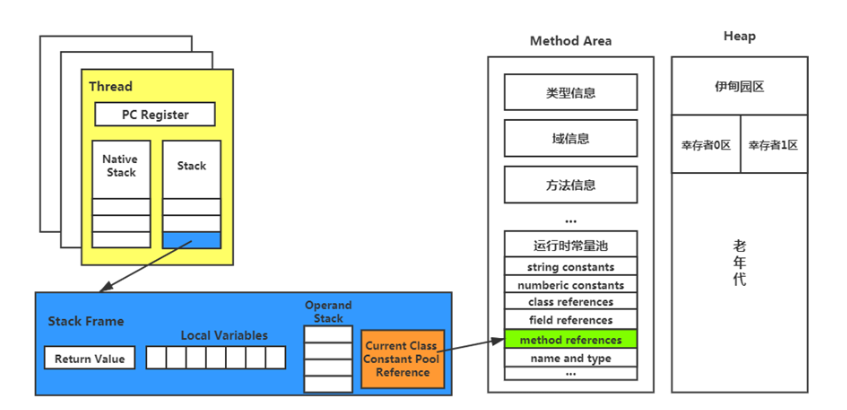 Thread
PC Register
Native
Stack
Stack
Stack Frame
Return Value
Local Variables
Operand
Stack
Current Class
Constant Pool
Reference
Method Area
类型信息
域信息
方法信息
...
运行时常量池
string constants
numberic constants
class references
field references
method references
name and type
...
Heap
伊甸园区
幸存者0区
幸存者1区
老
年
代